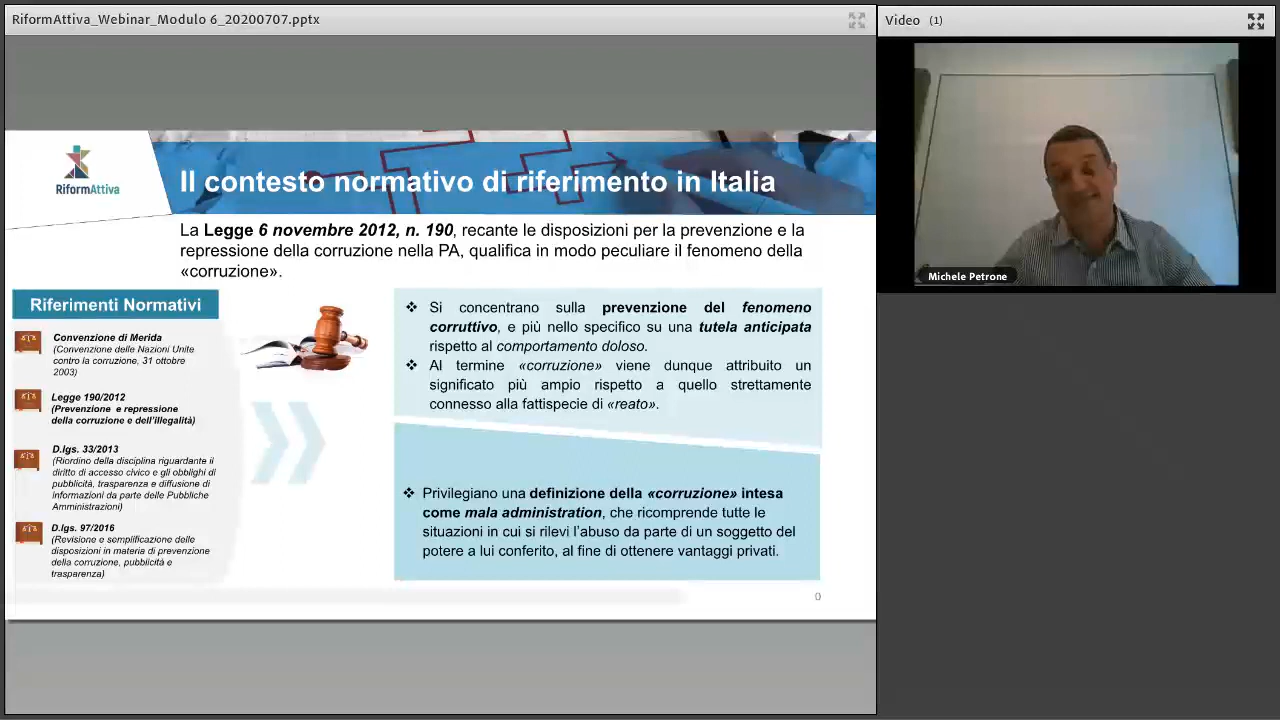 RiformAttiva_Webinar_Modulo 6_20200707.pptx
Video (1)
RiformAttiva
Il contesto normativo di riferimento in Italia
La Legge 6 novembre 2012, n. 190, recante le disposizioni per la prevenzione e la
repressione della corruzione nella PA, qualifica in modo peculiare il fenomeno della
«corruzione».
Riferimenti Normativi
Convenzione di Merida
(Convenzione delle Nazioni Unite
contro la corruzione, 31 ottobre
2003)
Legge 190/2012
(Prevenzione e repressione
della corruzione e dell'illegalità)
D.lgs. 33/2013
(Riordino della disciplina riguardante il
diritto di accesso civico e gli obblighi di
pubblicità, trasparenza e diffusione di
informazioni da parte delle Pubbliche
Amministrazioni)
D.lgs. 97/2016
(Revisione e semplificazione delle
disposizioni in materia di prevenzione
della corruzione, pubblicità e
trasparenza)
❖ Si concentrano sulla prevenzione del fenomeno
corruttivo, e più nello specifico su una tutela anticipata
rispetto al comportamento doloso.
❖ Al termine «corruzione» viene dunque attribuito un
significato più ampio rispetto a quello strettamente
connesso alla fattispecie di «reato».
❖ Privilegiano una definizione della «corruzione» intesa
come mala administration, che ricomprende tutte le
situazioni in cui si rilevi l'abuso da parte di un soggetto del
potere a lui conferito, al fine di ottenere vantaggi privati.
0
Michele Petrone